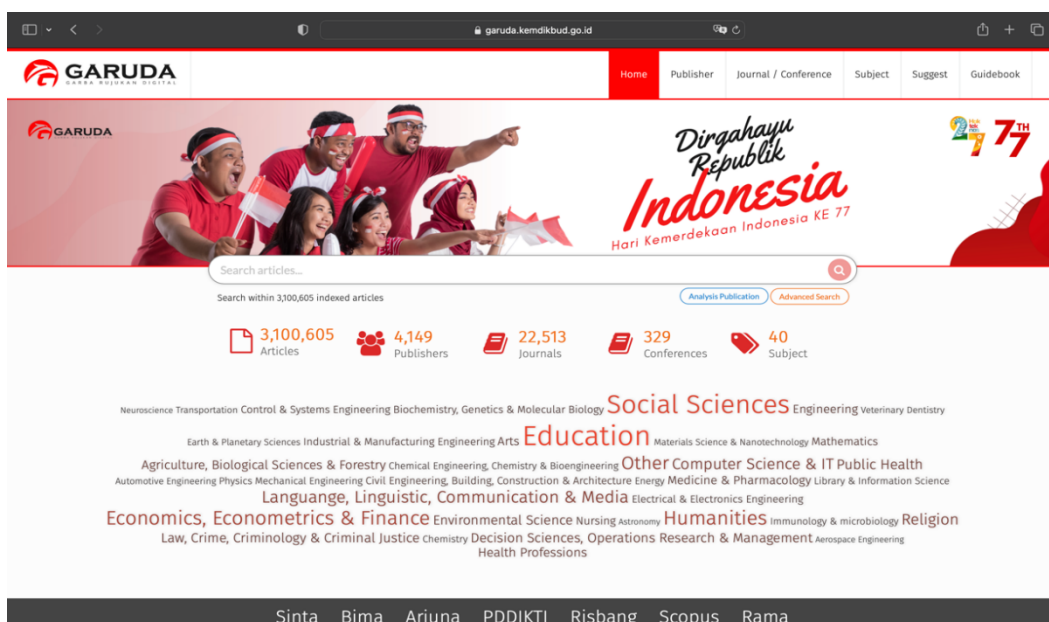 garuda.kemdikbud.go.id
GARUDA
GARBA RUJUKAN DIGITAL
Home Publisher Journal / Conference Subject Suggest Guidebook
GARUDA
Dirgahayu
Republik
Indonesia
Hari Kemerdekaan Indonesia KE 77
77TH
Search articles...
Search within 3,100,605 indexed articles
Analysis Publication Advanced Search
3,100,605 4,149 22,513 329 40
Articles Publishers Journals Conferences Subject
Neuroscience Transportation Control & Systems Engineering Biochemistry, Genetics & Molecular Biology Social Sciences Engineering Veterinary Dentistry
Earth & Planetary Sciences Industrial & Manufacturing Engineering Arts Education Materials Science & Nanotechnology Mathematics
Agriculture, Biological Sciences & Forestry Chemical Engineering, Chemistry & Bioengineering Other Computer Science & IT Public Health
Automotive Engineering Physics Mechanical Engineering Civil Engineering, Building, Construction & Architecture Energy Medicine & Pharmacology Library & Information Science
Languange, Linguistic, Communication & Media Electrical & Electronics Engineering
Economics, Econometrics & Finance Environmental Science Nursing Astronomy Humanities Immunology & microbiology Religion
Law, Crime, Criminology & Criminal Justice Chemistry Decision Sciences, Operations Research & Management Aerospace Engineering
Health Professions
Sinta Bima Arjuna PDDIKTI Risbang Scopus Rama